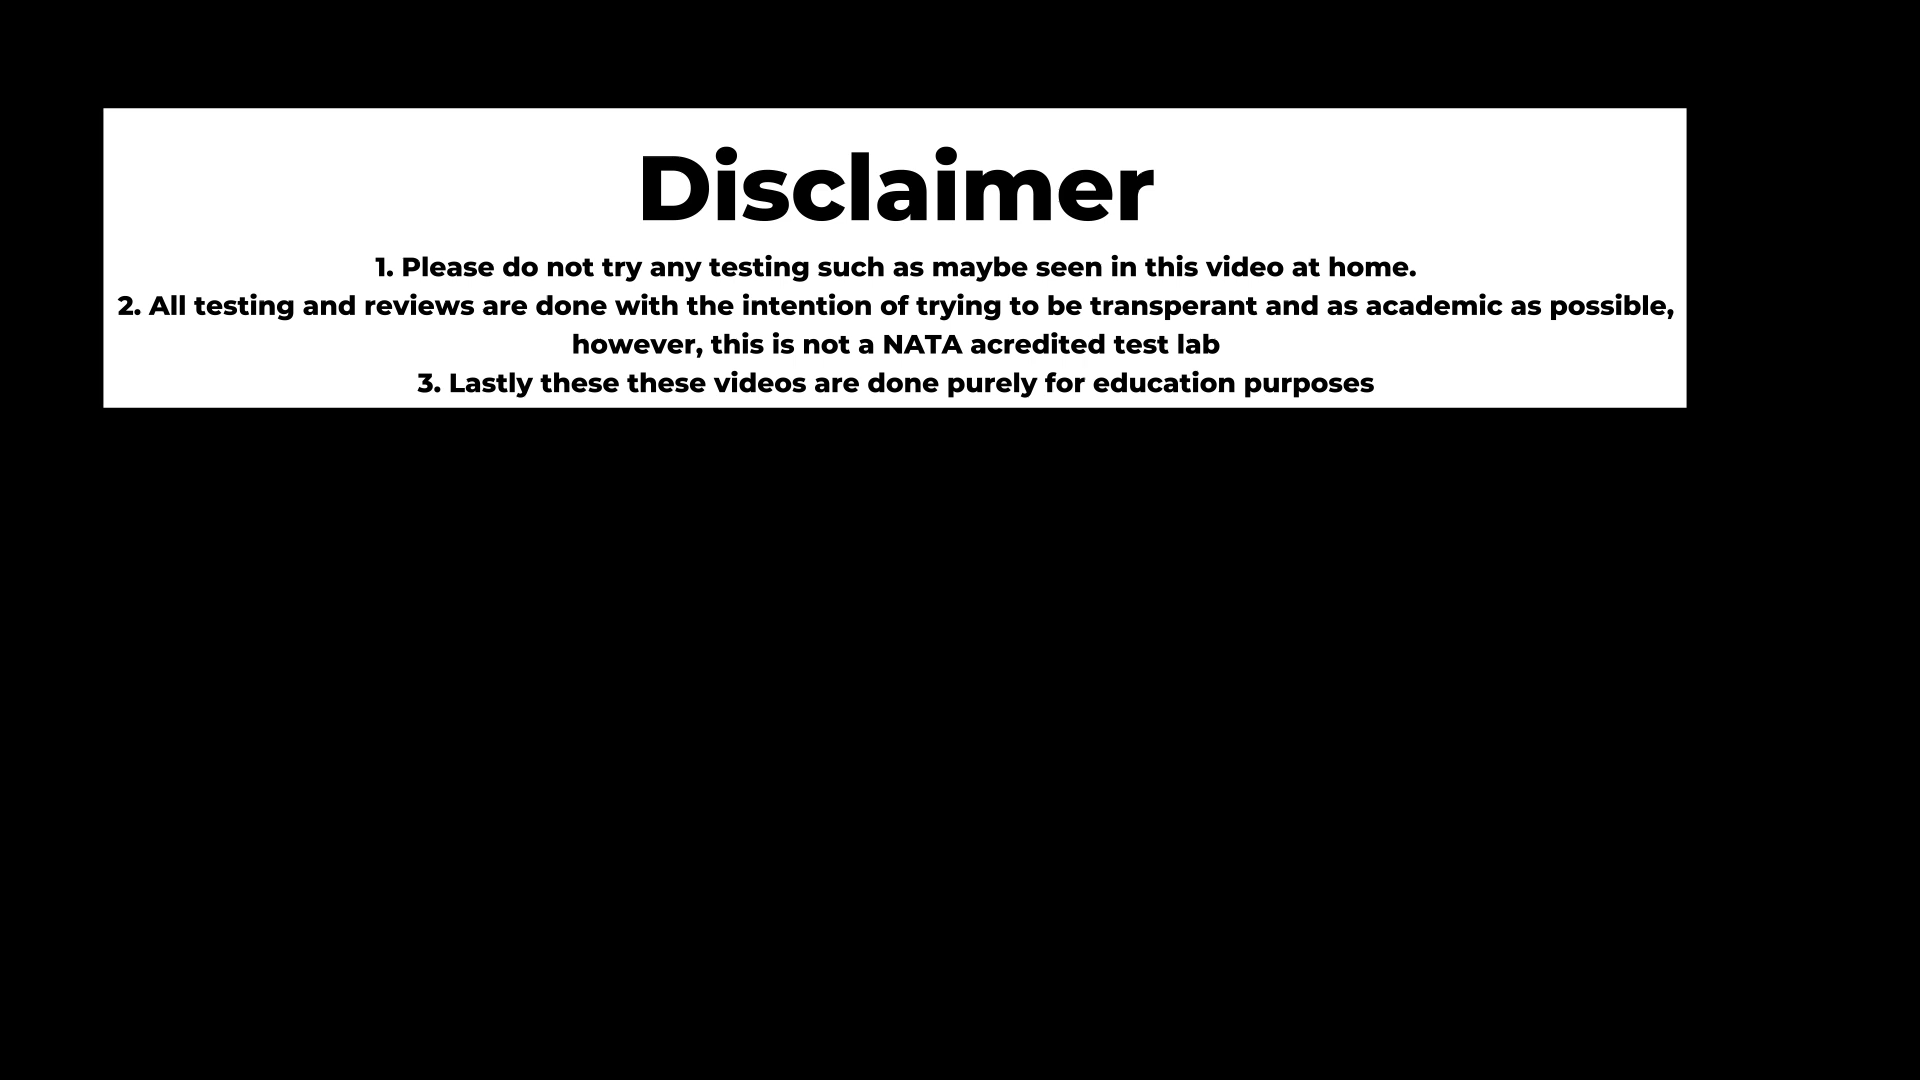 Disclaimer
1. Please do not try any testing such as maybe seen in this video at home.
2. All testing and reviews are done with the intention of trying to be transperant and as academic as possible,
however, this is not a NATA acredited test lab
3. Lastly these these videos are done purely for education purposes